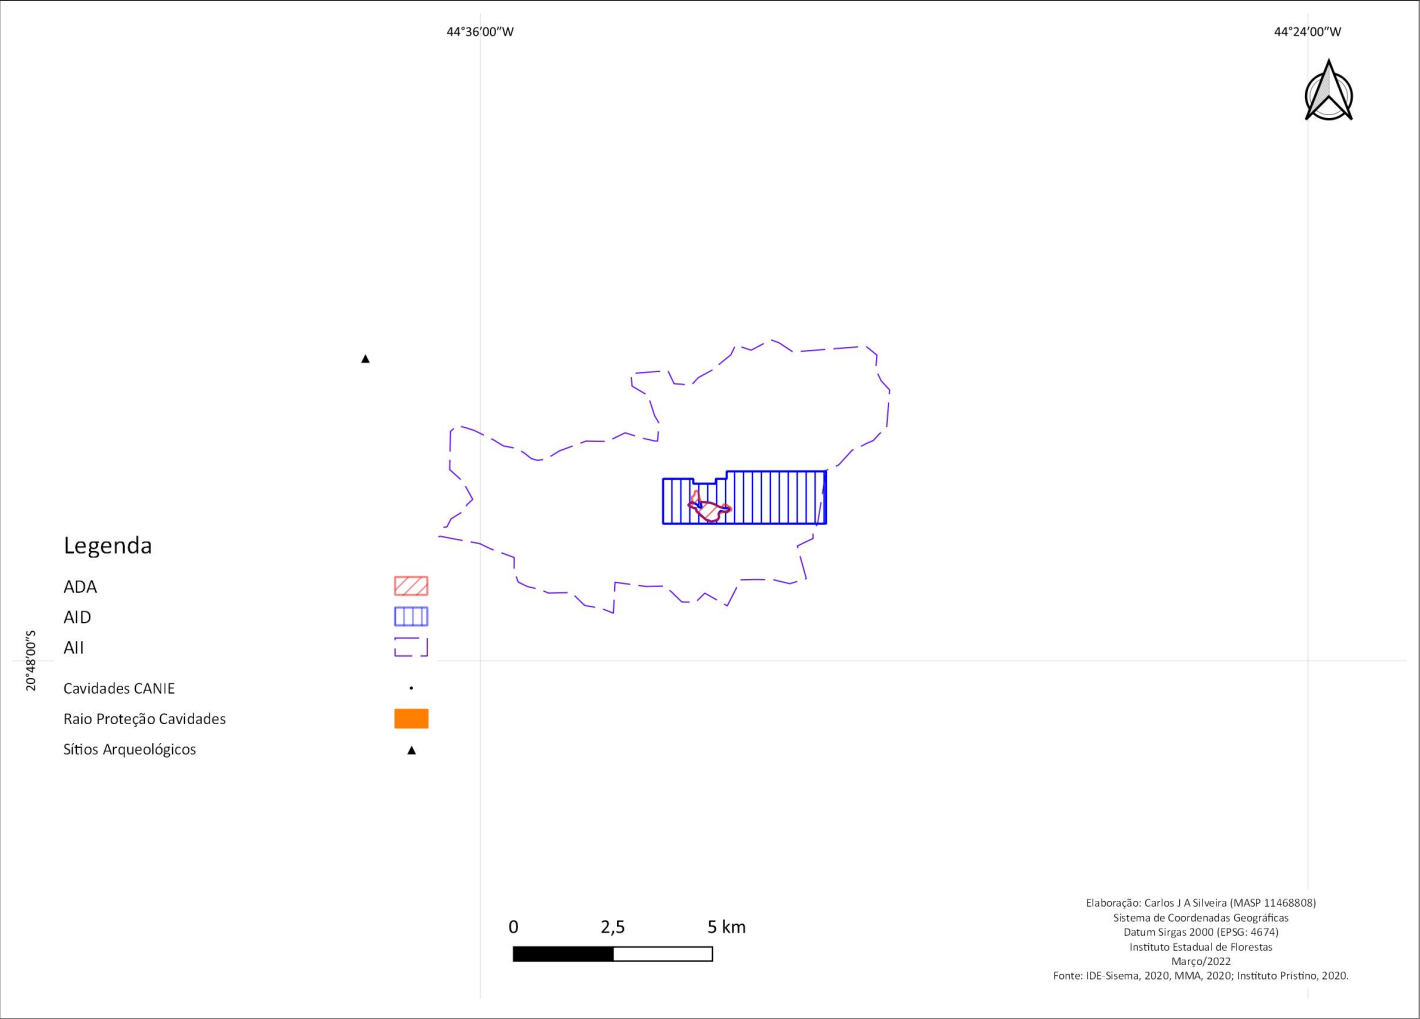 44°36'00"W
44°24'00"W
Legenda
ADA
AID
AII
Cavidades CANIE
Raio Proteção Cavidades
Sítios Arqueológicos
20°48'00"S
0 2,5 5 km
Elaboração: Carlos J A Silveira (MASP 11468808)
Sistema de Coordenadas Geográficas
Datum Sirgas 2000 (EPSG: 4674)
Instituto Estadual de Florestas
Março/2022
Fonte: IDE-Sisema, 2020, MMA, 2020; Instituto Prístino, 2020.